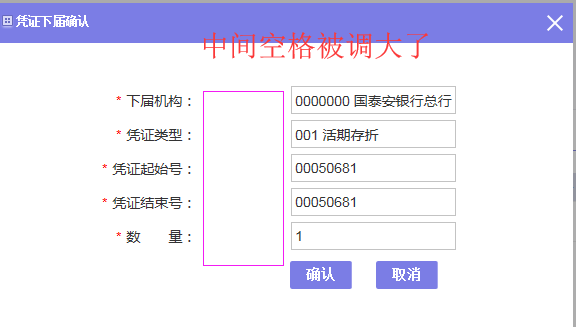 凭证下届确认
中间空格被调大了
* 下届机构： 0000000 国泰安银行总行
* 凭证类型： 001 活期存折
* 凭证起始号： 00050681
* 凭证结束号： 00050681
* 数 量： 1
确认 取消